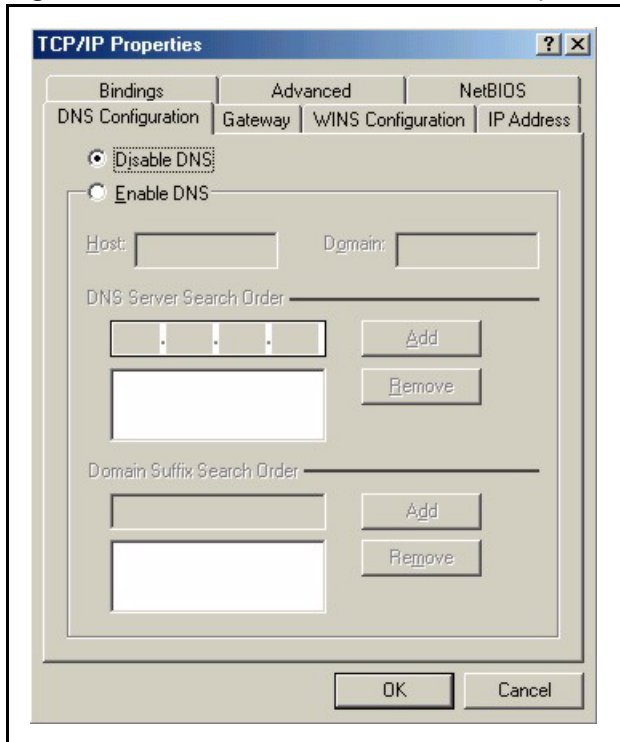 TCP/IP Properties
Bindings Advanced NetBIOS
DNS Configuration Gateway WINS Configuration IP Address
Disable DNS
Enable DNS
Host: Domain:
DNS Server Search Order
Add
Remove
Domain Suffix Search Order
Add
Remove
OK Cancel